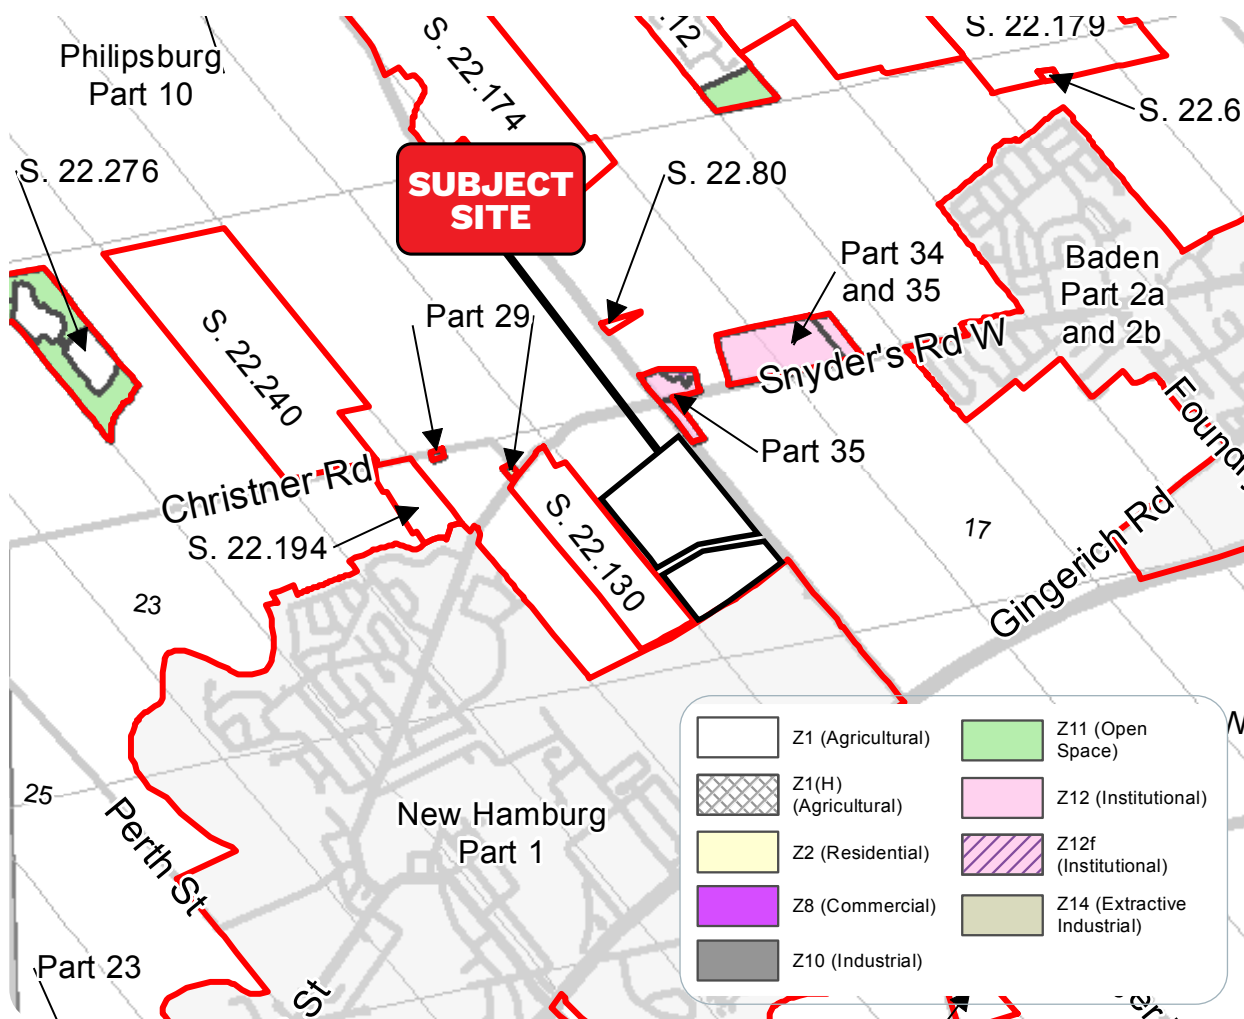 Philipsburg
Part 10
S. 22.174
.12
S. 22.179
S. 22.6
S. 22.276
SUBJECT
SITE
S. 22.80
Part 34
and 35
Baden
Part 2a
and 2b
Part 29
S. 22.240
Snyder's Rd W
Foundry
Part 35
Christner Rd
S. 22.194
S. 22.130
17
Gingerich Rd
23
25
Perth St
New Hamburg
Part 1
Part 23
St
Z1 (Agricultural)
Z1(H)
(Agricultural)
Z2 (Residential)
Z8 (Commercial)
Z10 (Industrial)
Z11 (Open
Space)
Z12 (Institutional)
Z12f
(Institutional)
Z14 (Extractive
Industrial)